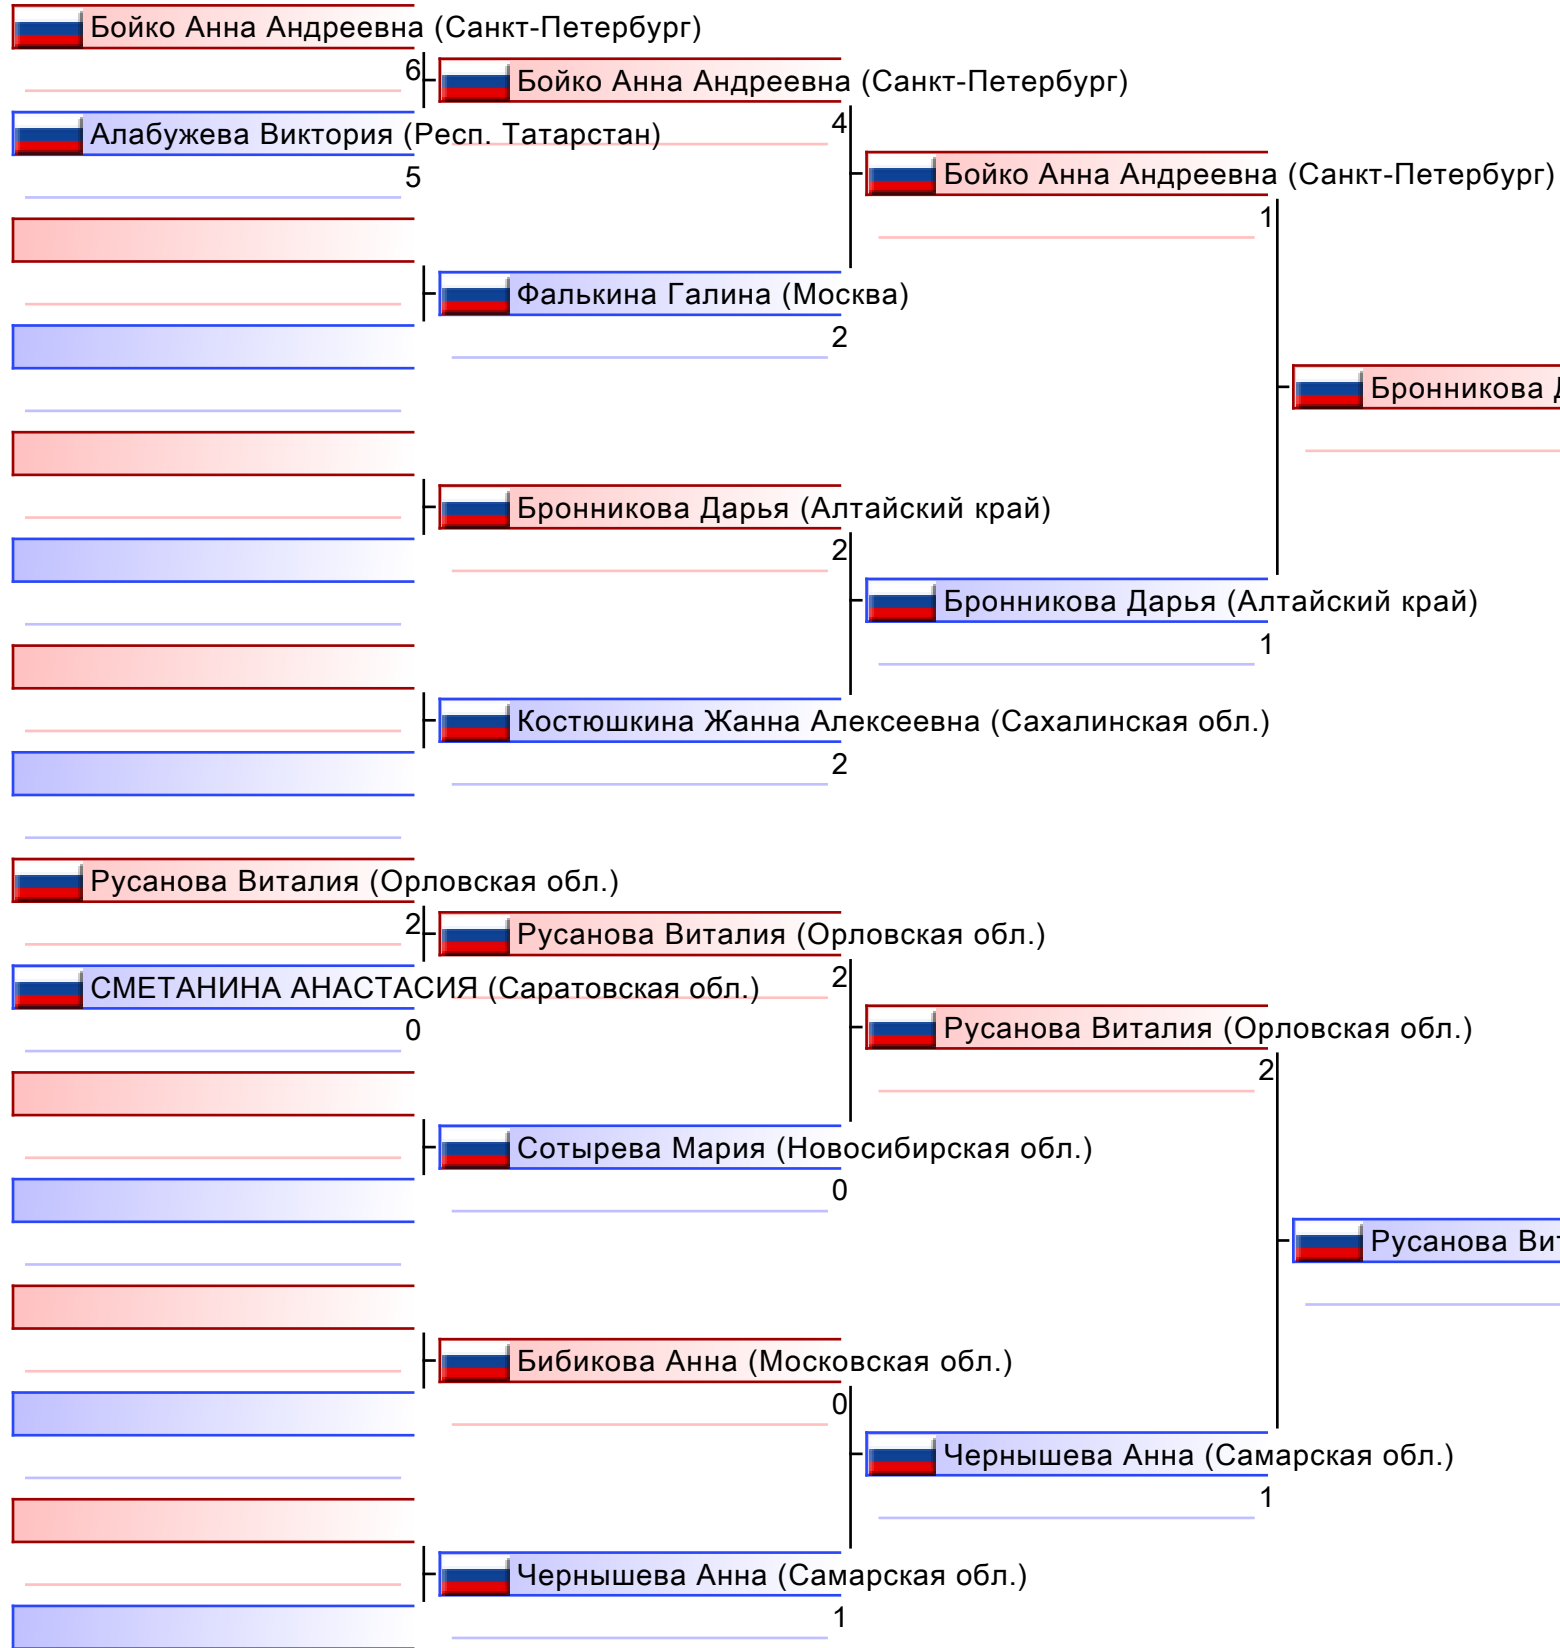 Бойко Анна Андреевна (Санкт-Петербург)
6
Бойко Анна Андреевна (Санкт-Петербург)
4
Алабужева Виктория (Респ. Татарстан)
5
Бойко Анна Андреевна (Санкт-Петербург)
1
Фалькина Галина (Москва)
2
Бронникова
Бронникова Дарья (Алтайский край)
2
Бронникова Дарья (Алтайский край)
1
Костюшкина Жанна Алексеевна (Сахалинская обл.)
2
Русанова Виталия (Орловская обл.)
2
Русанова Виталия (Орловская обл.)
2
СМЕТАНИНА АНАСТАСИЯ (Саратовская обл.)
0
Русанова Виталия (Орловская обл.)
2
Сотырева Мария (Новосибирская обл.)
0
Русанова
Бибикова Анна (Московская обл.)
0
Чернышева Анна (Самарская обл.)
1
Чернышева Анна (Самарская обл.)
1